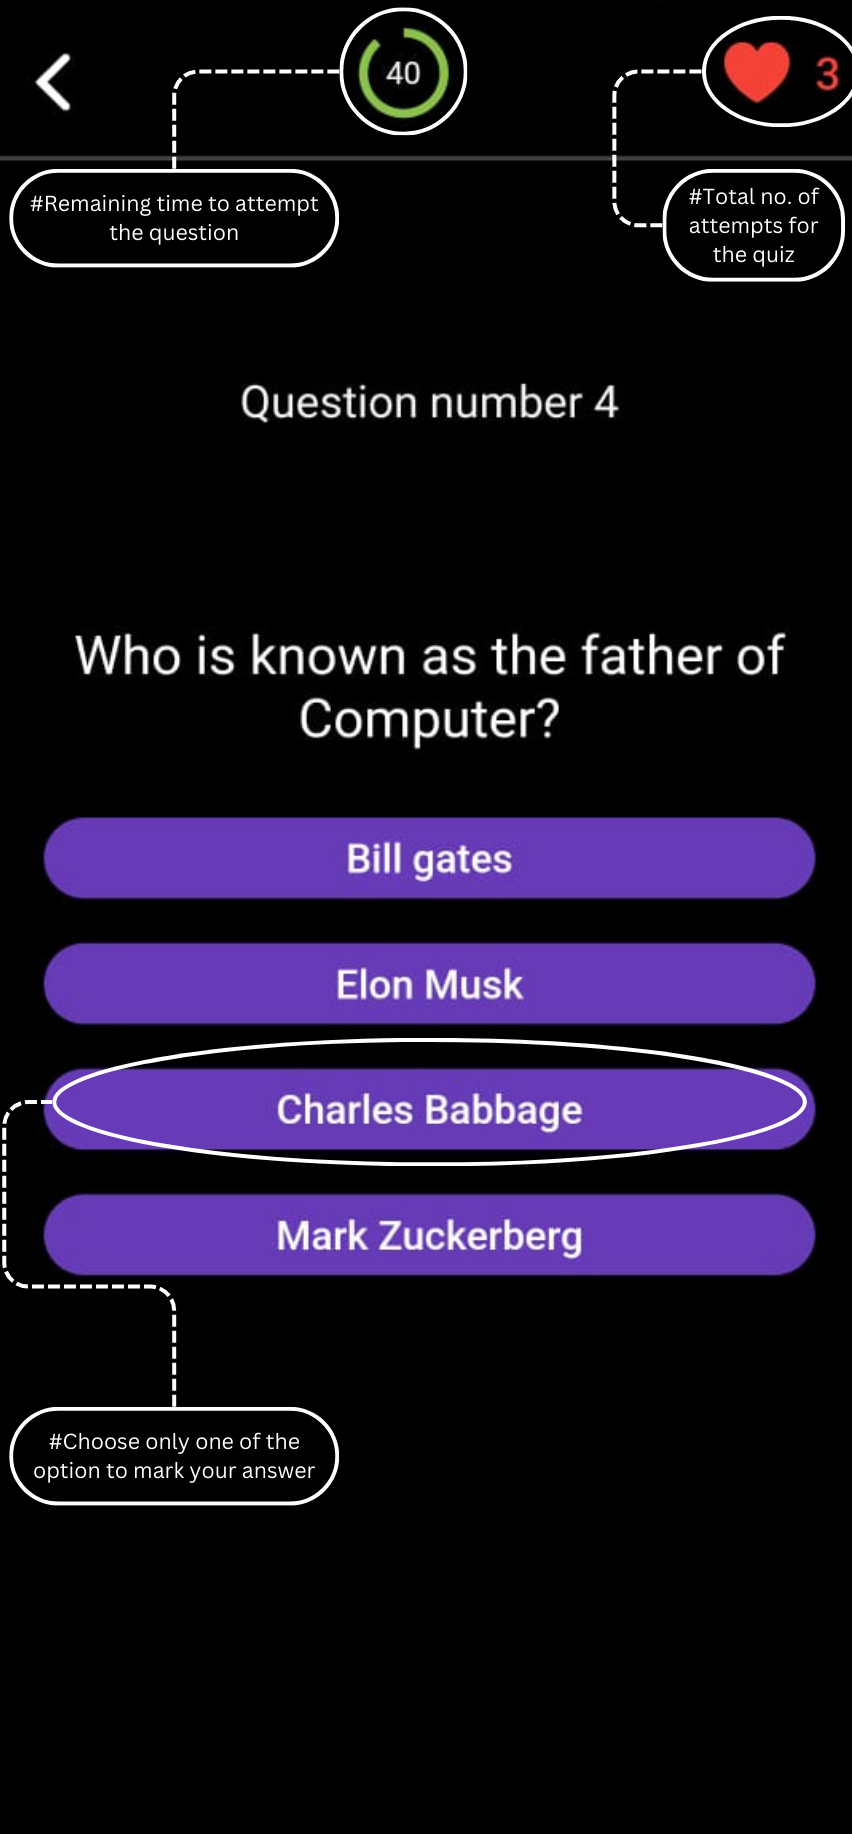 40
3
#Remaining time to attempt
the question
#Total no. of
attempts for
the quiz
Question number 4
Who is known as the father of
Computer?
Bill gates
Elon Musk
Charles Babbage
Mark Zuckerberg
#Choose only one of the
option to mark your answer